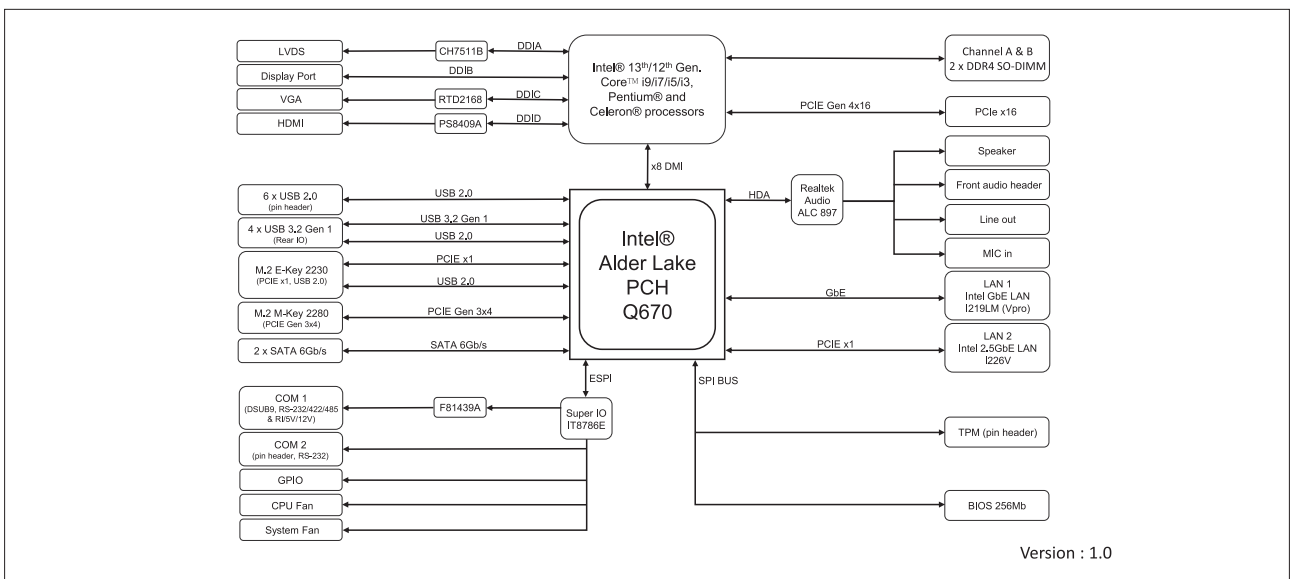 LVDS
CH7511B
DDIA
Display Port
DDIB
VGA
RTD2168
DDIC
HDMI
PS8409A
DDID
Intel® 13th/12th Gen.
Core™ i9/i7/i5/i3,
Pentium® and
Celeron® processors
Channel A & B
2 x DDR4 SO-DIMM
PCIE Gen 4x16
PCIe x16
x8 DMI
6 x USB 2.0
(pin header)
USB 2.0
4 x USB 3.2 Gen 1
(Rear IO)
USB 3.2 Gen 1
USB 2.0
M.2 E-Key 2230
(PCIE x1, USB 2.0)
PCIE x1
USB 2.0
M.2 M-Key 2280
(PCIE Gen 3x4)
PCIE Gen 3x4
2 x SATA 6Gb/s
SATA 6Gb/s
Intel®
Alder Lake
PCH
Q670
HDA
Realtek
Audio
ALC 897
Speaker
Front audio header
Line out
MIC in
GbE
LAN 1
Intel GbE LAN
I219LM (Vpro)
PCIE x1
LAN 2
Intel 2.5GbE LAN
I226V
ESPI
SPI BUS
COM 1
(DSUB9, RS-232/422/485
& RI/5V/12V)
F81439A
Super IO
IT8786E
COM 2
(pin header, RS-232)
GPIO
CPU Fan
System Fan
TPM (pin header)
BIOS 256Mb
Version : 1.0